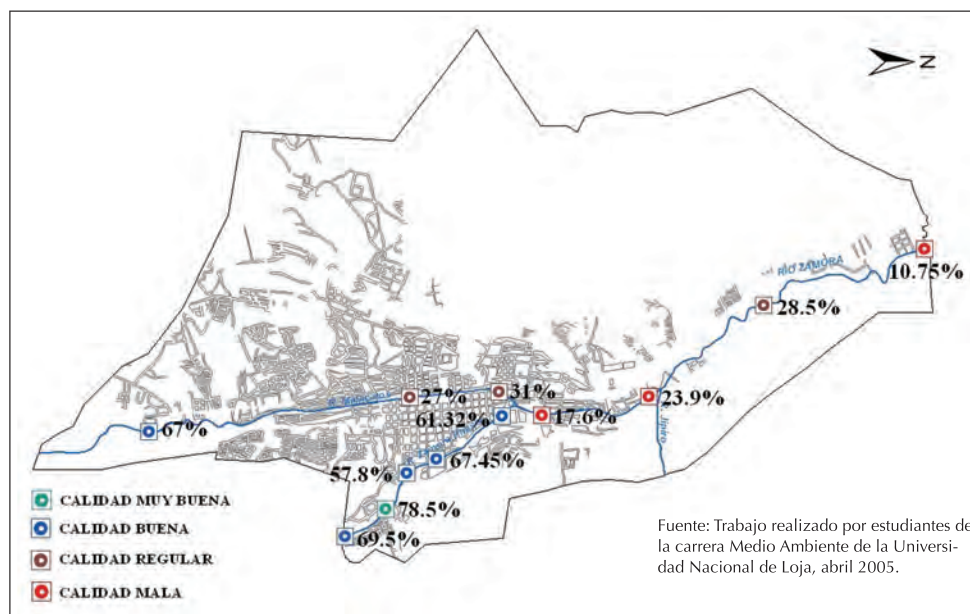 N
RÍO ZAMORA
10.75%
28.5%
27%
31%
23.9%
61.32%
17.6%
67%
67.45%
57.8%
78.5%
69.5%
CALIDAD MUY BUENA
CALIDAD BUENA
CALIDAD REGULAR
CALIDAD MALA
Fuente: Trabajo realizado por estudiantes de
la carrera Medio Ambiente de la Universi-
dad Nacional de Loja, abril 2005.